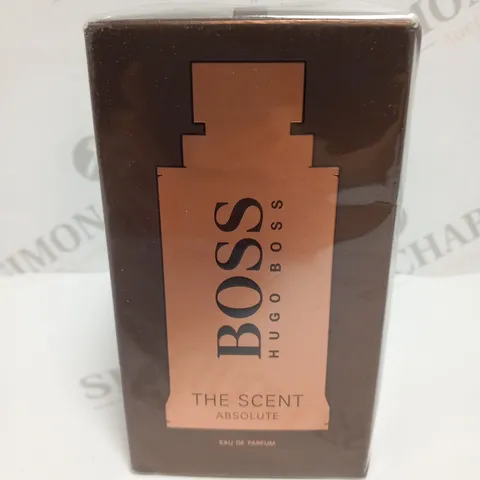 BOSS
HUGO BOSS
THE SCENT
ABSOLUTE
EAU DE PARFUM